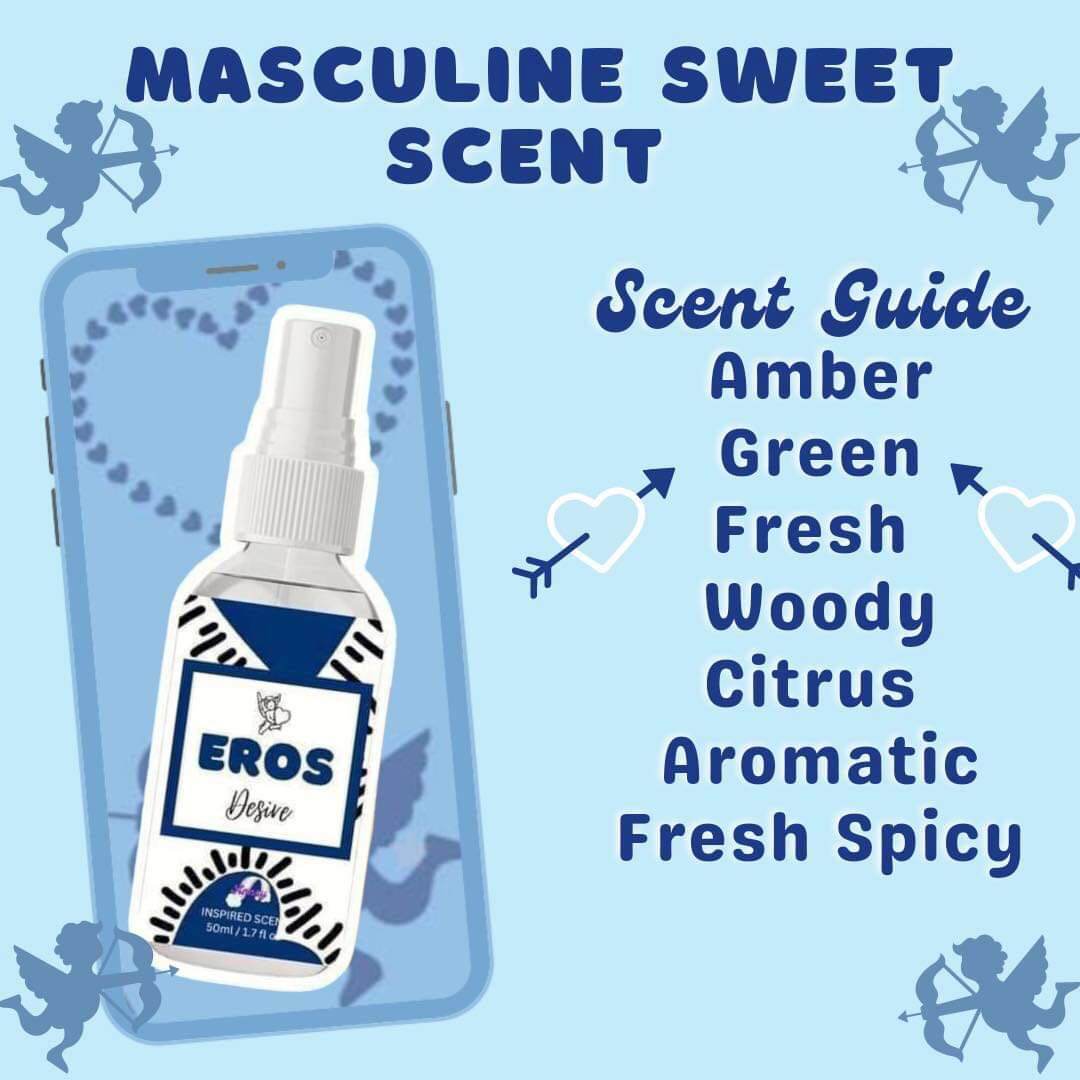 MASCULINE SWEET
SCENT
Scent Guide
Amber
Green
Fresh
Woody
Citrus
Aromatic
Fresh Spicy
EROS
Desire
INSPIRED SCEN
50ml / 1.7 fl o